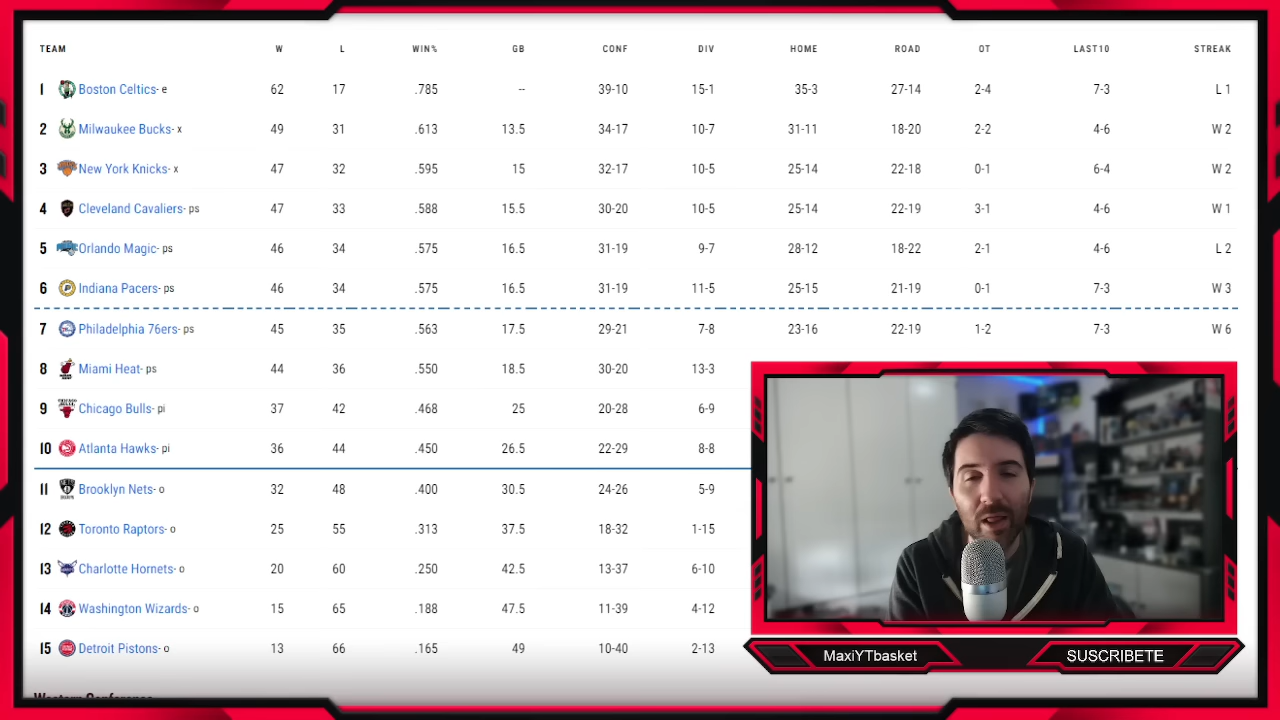 TEAM W L WIN% GB CONF DIV HOME ROAD OT LAST10 STREAK
1 Boston Celtics- e 62 17 .785 -- 39-10 15-1 35-3 27-14 2-4 7-3 L 1
2 Milwaukee Bucks- x 49 31 .613 13.5 34-17 10-7 31-11 18-20 2-2 4-6 W 2
3 New York Knicks- x 47 32 .595 15 32-17 10-5 25-14 22-18 0-1 6-4 W 2
4 Cleveland Cavaliers- ps 47 33 .588 15.5 30-20 10-5 25-14 22-19 3-1 4-6 W 1
5 Orlando Magic- ps 46 34 .575 16.5 31-19 9-7 28-12 18-22 2-1 4-6 L 2
6 Indiana Pacers- ps 46 34 .575 16.5 31-19 11-5 25-15 21-19 0-1 7-3 W 3
7 Philadelphia 76ers- ps 45 35 .563 17.5 29-21 7-8 23-16 22-19 1-2 7-3 W 6
8 Miami Heat- ps 44 36 .550 18.5 30-20 13-3
9 Chicago Bulls- pi 37 42 .468 25 20-28 6-9
10 Atlanta Hawks- pi 36 44 .450 26.5 22-29 8-8
11 Brooklyn Nets- o 32 48 .400 30.5 24-26 5-9
12 Toronto Raptors- o 25 55 .313 37.5 18-32 1-15
13 Charlotte Hornets- o 20 60 .250 42.5 13-37 6-10
14 Washington Wizards- o 15 65 .188 47.5 11-39 4-12
15 Detroit Pistons- o 13 66 .165 49 10-40 2-13
MaxiYTbasket
SUSCRIBETE